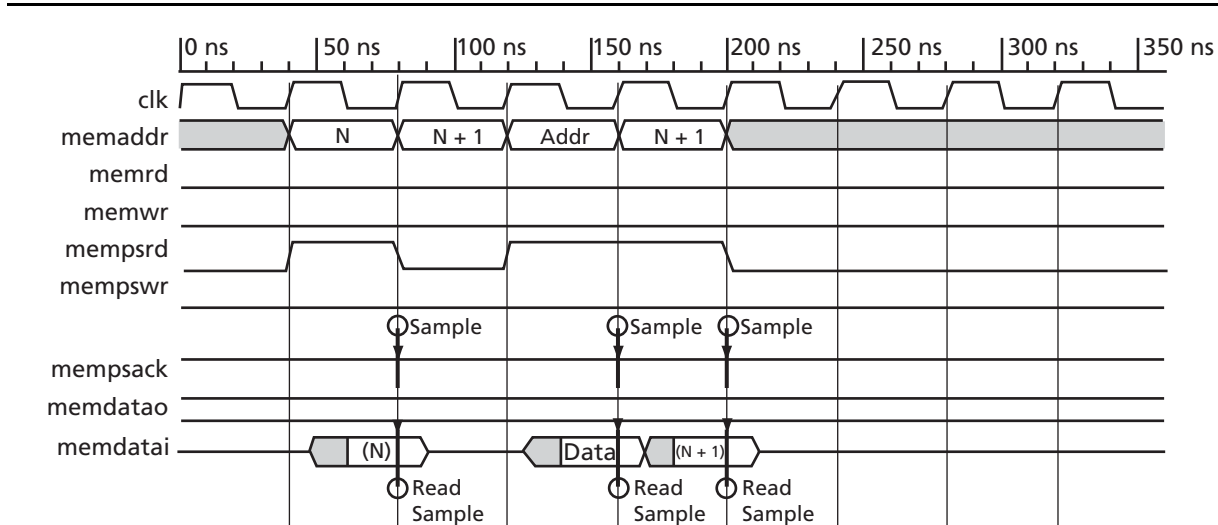 0 ns 50 ns 100 ns 150 ns 200 ns 250 ns 300 ns 350 ns
clk
memaddr N N + 1 Addr N + 1
memrd
memwr
mempsrd
mempswr
Sample Sample Sample
mempsack
memdatao
memdatai (N) Data (N + 1)
Read Read Read
Sample Sample Sample